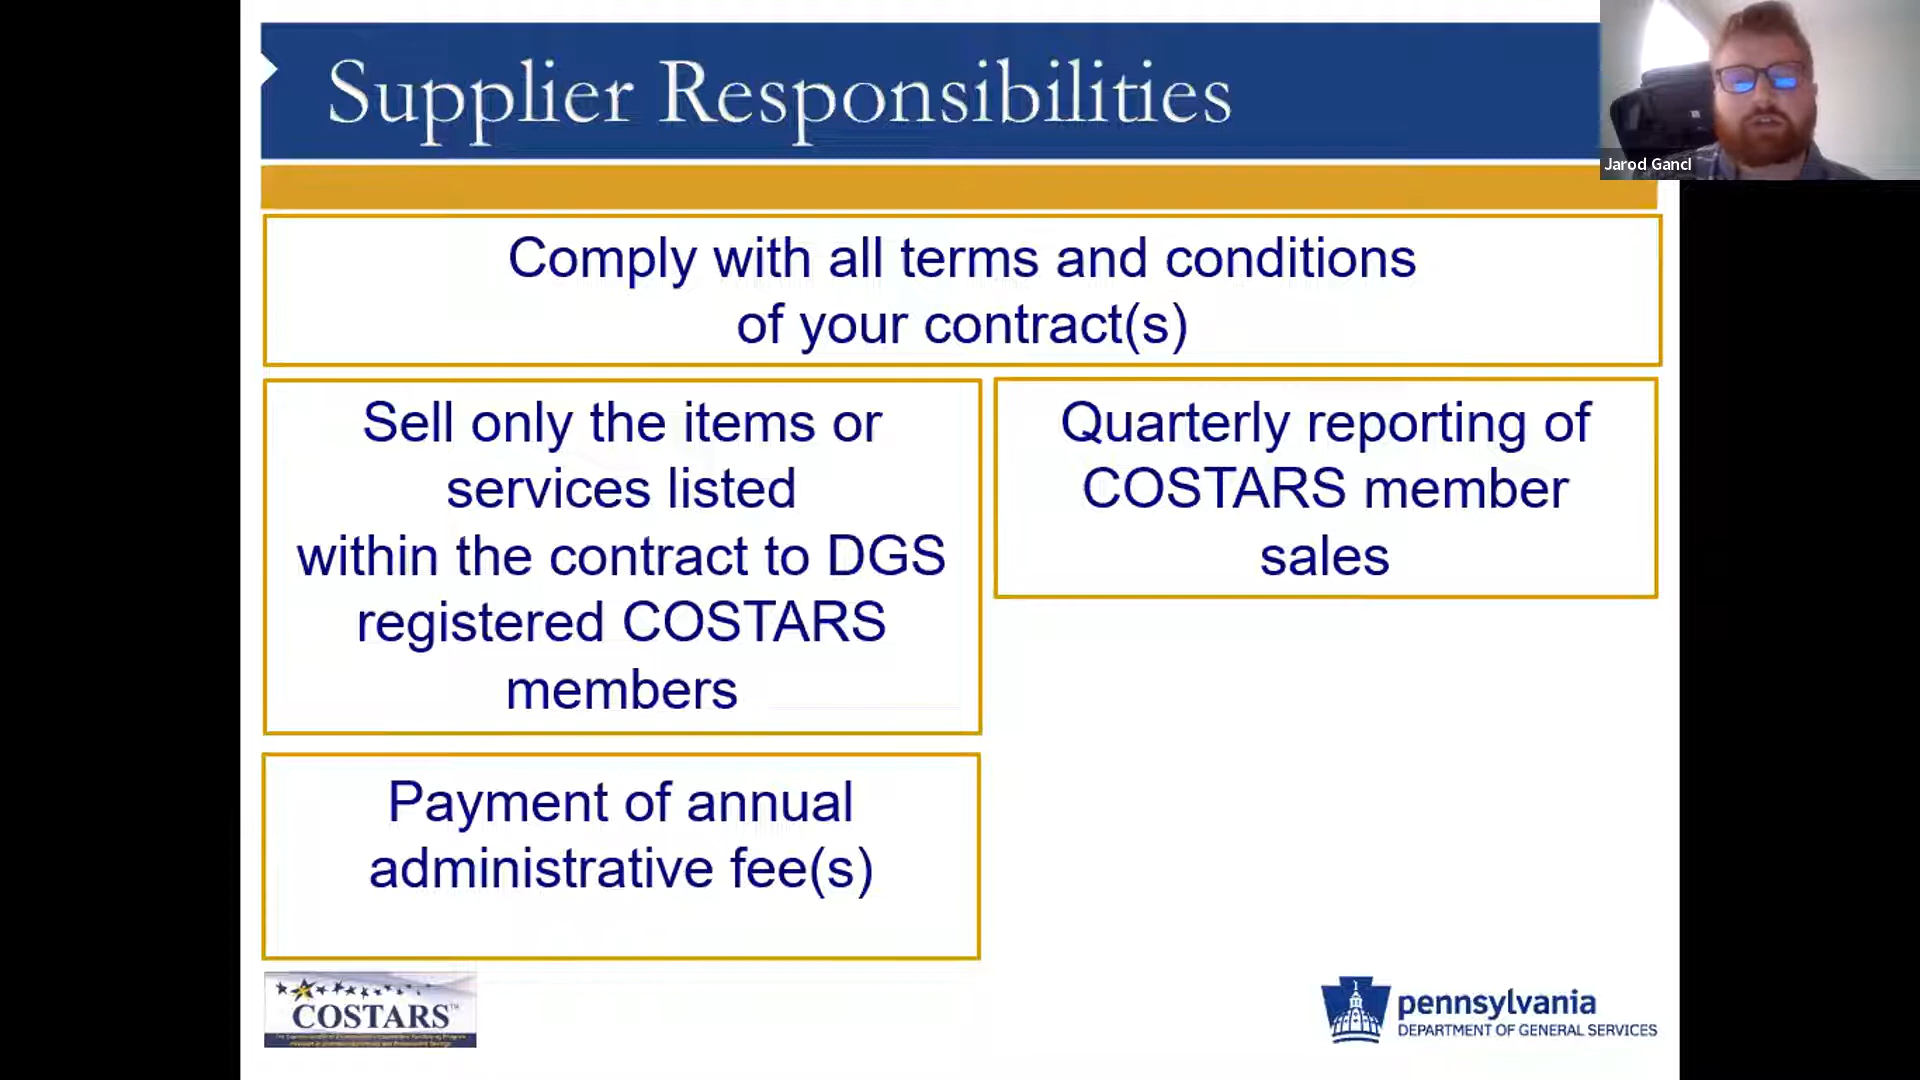 Supplier Responsibilities
Jarod Gancl
Comply with all terms and conditions
of your contract(s)
Sell only the items or
services listed
within the contract to DGS
registered COSTARS
members
Quarterly reporting of
COSTARS member
sales
Payment of annual
administrative fee(s)
COSTARS™
pennsylvania
DEPARTMENT OF GENERAL SERVICES